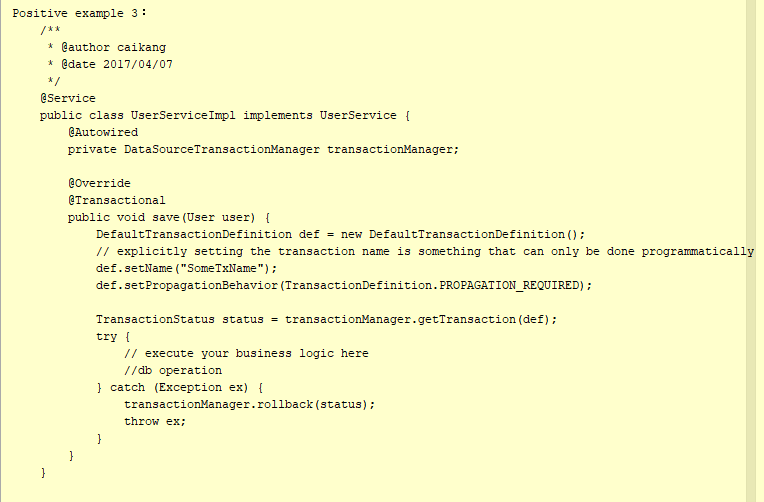 Positive example 3：
/**
 * @author caikang
 * @date 2017/04/07
 */
@Service
public class UserServiceImpl implements UserService {
@Autowired
private DataSourceTransactionManager transactionManager;
@Override
@Transactional
public void save(User user) {
DefaultTransactionDefinition def = new DefaultTransactionDefinition();
// explicitly setting the transaction name is something that can only be done programmatically
def.setName("SomeTxName");
def.setPropagationBehavior(TransactionDefinition.PROPAGATION_REQUIRED);
TransactionStatus status = transactionManager.getTransaction(def);
try {
// execute your business logic here
//db operation
} catch (Exception ex) {
transactionManager.rollback(status);
throw ex;
}
}
}